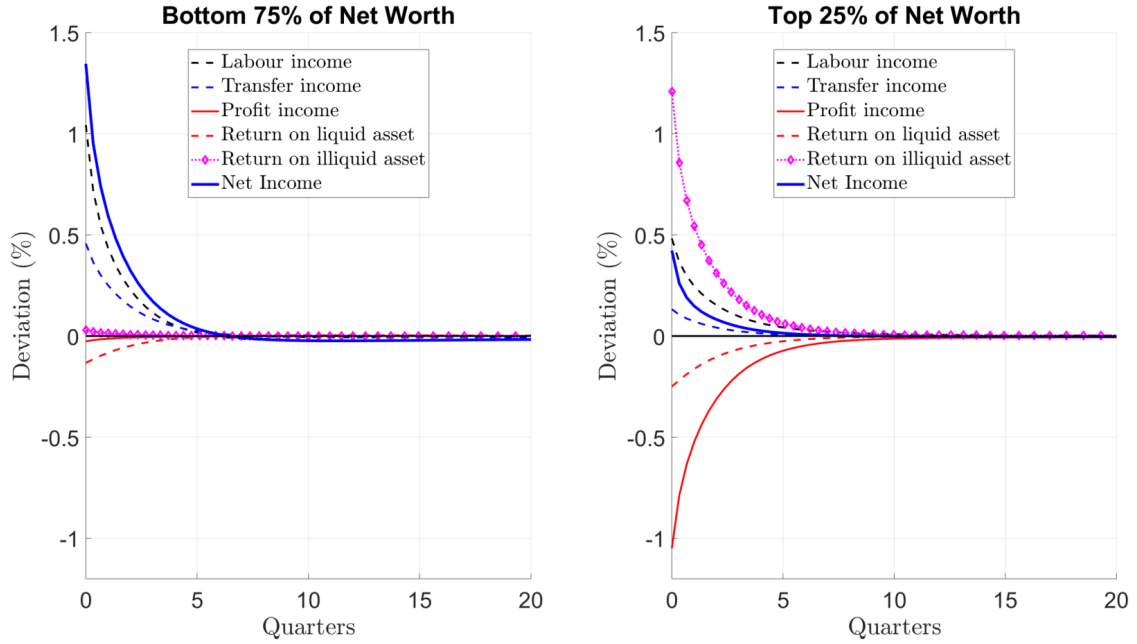 Bottom 75% of Net Worth
1.5
1
0.5
0
-0.5
-1
Deviation (%)
Labour income
Transfer income
Profit income
Return on liquid asset
Return on illiquid asset
Net Income
0 5 10 15 20
Quarters
Top 25% of Net Worth
1.5
1
0.5
0
-0.5
-1
Deviation (%)
Labour income
Transfer income
Profit income
Return on liquid asset
Return on illiquid asset
Net Income
0 5 10 15 20
Quarters